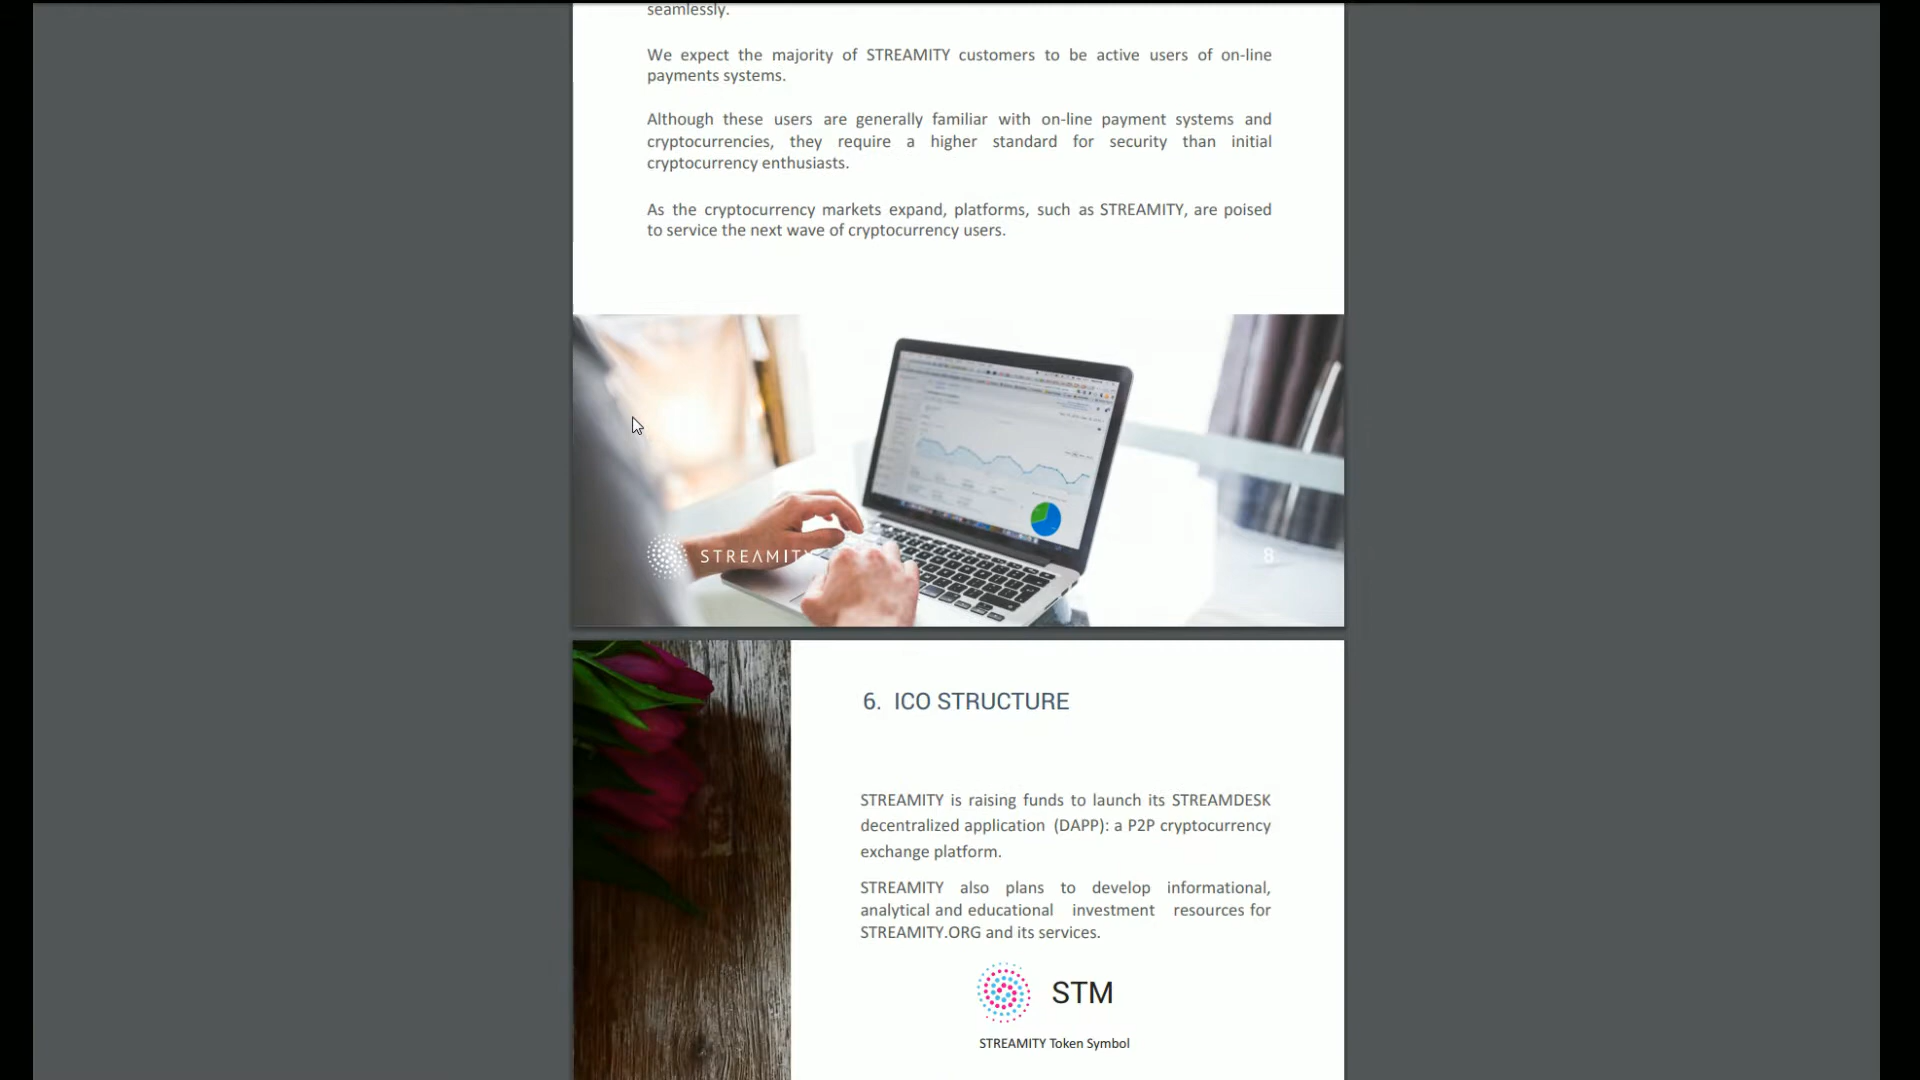 seamlessly.
We expect the majority of STREAMITY customers to be active users of on-line
payments systems.
Although these users are generally familiar with on-line payment systems and
cryptocurrencies, they require a higher standard for security than initial
cryptocurrency enthusiasts.
As the cryptocurrency markets expand, platforms, such as STREAMITY, are poised
to service the next wave of cryptocurrency users.
STREAMITY
8.
6. ICO STRUCTURE
STREAMITY is raising funds to launch its STREAMDESK
decentralized application (DAPP): a P2P cryptocurrency
exchange platform.
STREAMITY also plans to develop informational,
analytical and educational investment resources for
STREAMITY.ORG and its services.
STM
STREAMITY Token Symbol